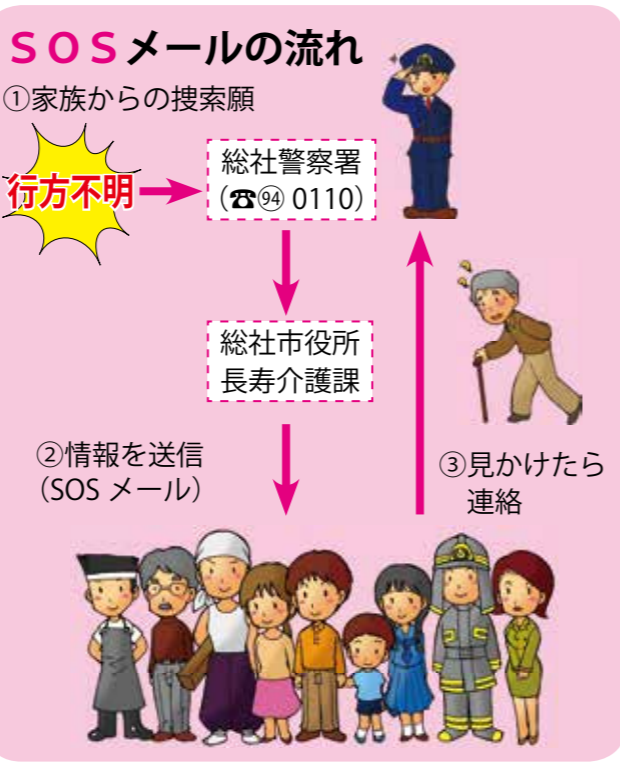 SOSメールの流れ
①家族からの捜索願
行方不明
総社警察署
（☎㉔ 0110）
総社市役所
長寿介護課
②情報を送信
（SOS メール）
③見かけたら
連絡